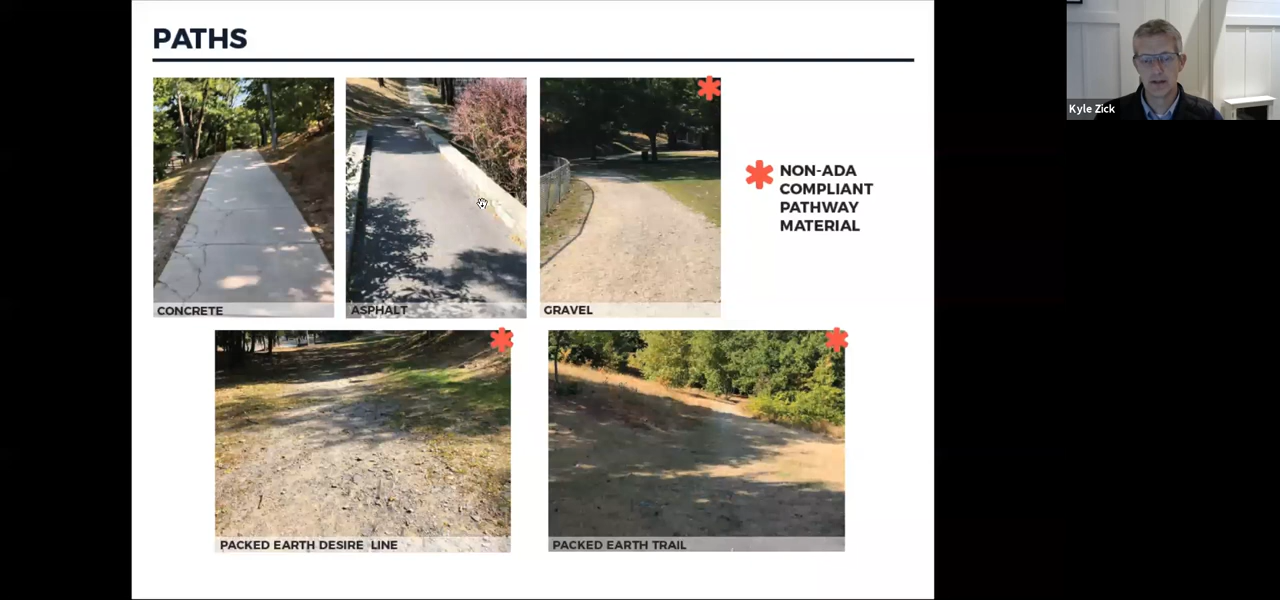 PATHS
Kyle Zick
NON-ADA
COMPLIANT
PATHWAY
MATERIAL
CONCRETE
ASPHALT
GRAVEL
PACKED EARTH DESIRE LINE
PACKED EARTH TRAIL